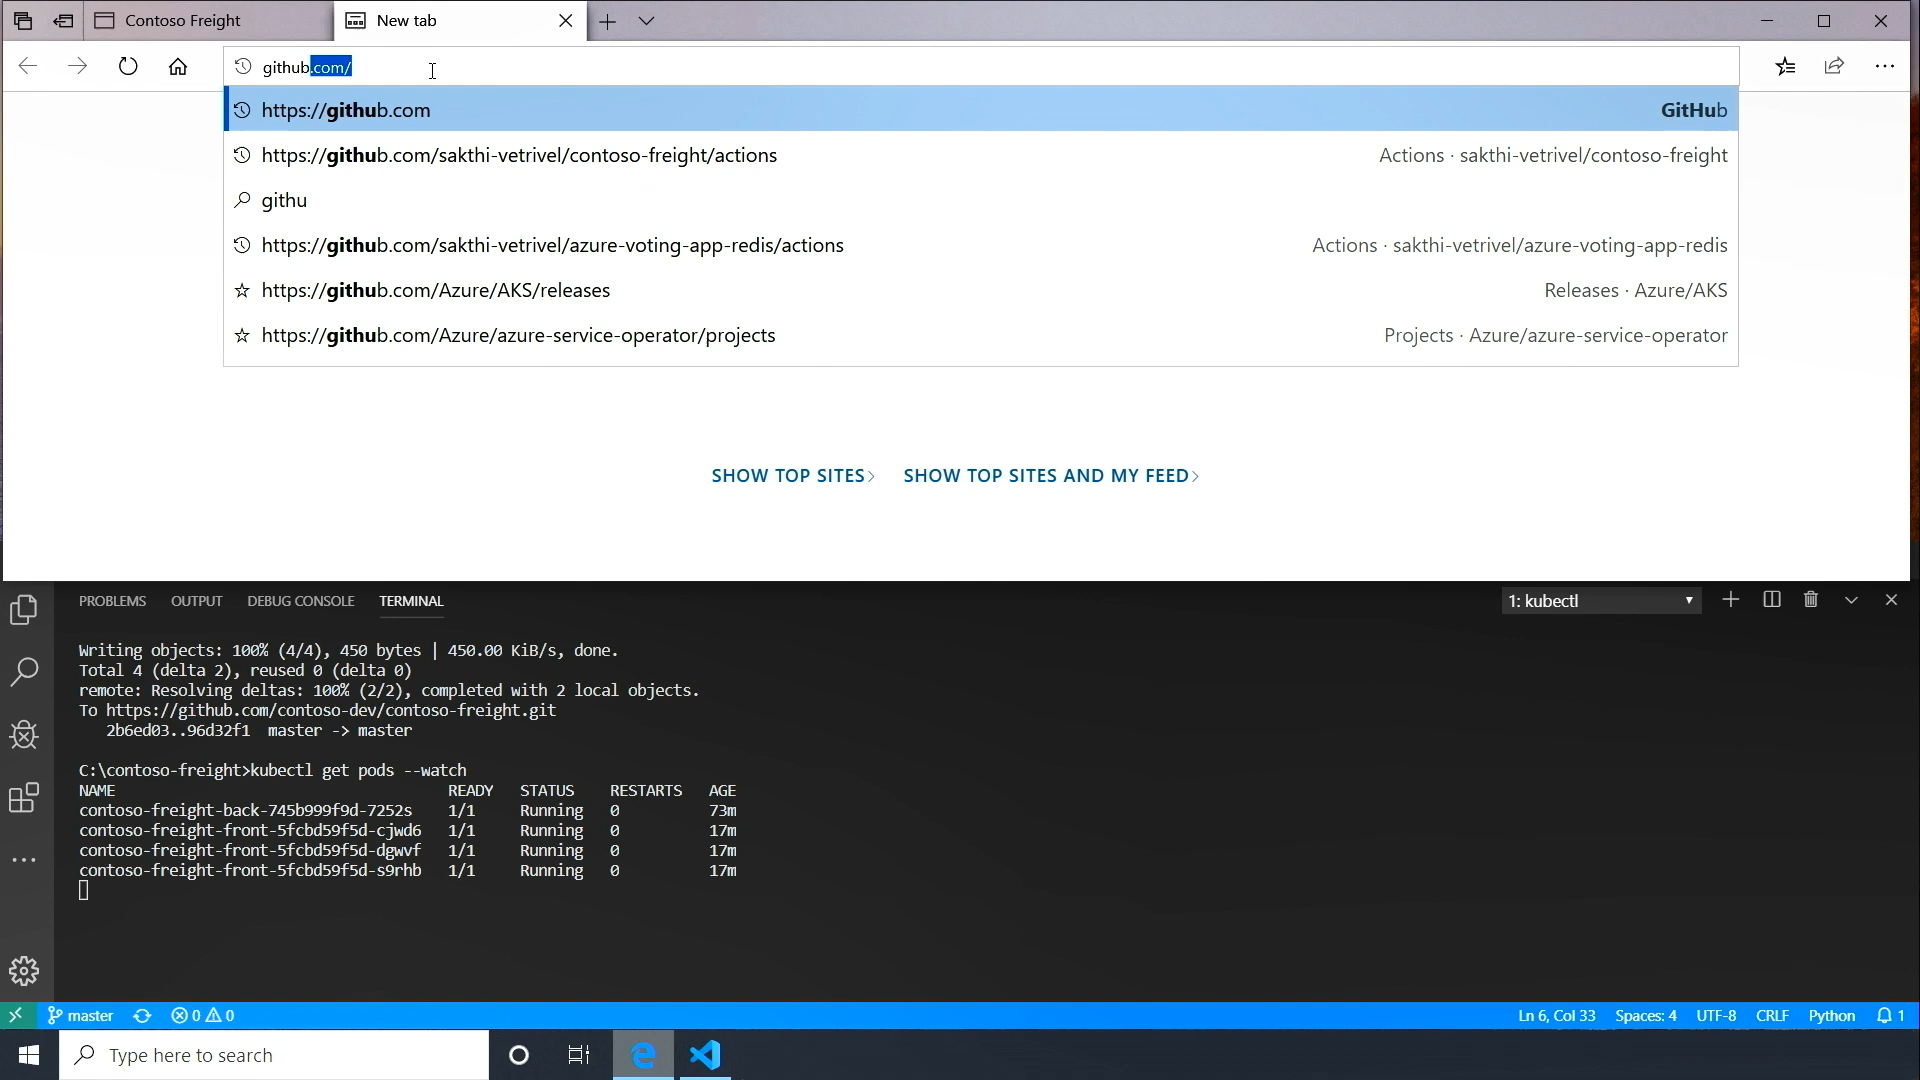 Contoso Freight
New tab
github.com/
https://github.com GitHub
https://github.com/sakthi-vetrivel/contoso-freight/actions Actions · sakthi-vetrivel/contoso-freight
githu
https://github.com/sakthi-vetrivel/azure-voting-app-redis/actions Actions · sakthi-vetrivel/azure-voting-app-redis
https://github.com/Azure/AKS/releases Releases · Azure/AKS
https://github.com/Azure/azure-service-operator/projects Projects · Azure/azure-service-operator
SHOW TOP SITES SHOW TOP SITES AND MY FEED
PROBLEMS OUTPUT DEBUG CONSOLE TERMINAL 1: kubectl
Writing objects: 100% (4/4), 450 bytes | 450.00 KiB/s, done.
Total 4 (delta 2), reused 0 (delta 0)
remote: Resolving deltas: 100% (2/2), completed with 2 local objects.
To https://github.com/contoso-dev/contoso-freight.git
2b6ed03..96d32f1 master -> master
C:\contoso-freight>kubectl get pods --watch
NAME READY STATUS RESTARTS AGE
contoso-freight-back-745b999f9d-7252s 1/1 Running 0 73m
contoso-freight-front-5fcbd59f5d-cjwd6 1/1 Running 0 17m
contoso-freight-front-5fcbd59f5d-dgwvf 1/1 Running 0 17m
contoso-freight-front-5fcbd59f5d-s9rhb 1/1 Running 0 17m
master 0 0 Ln 6, Col 33 Spaces: 4 UTF-8 CRLF Python 1
Type here to search